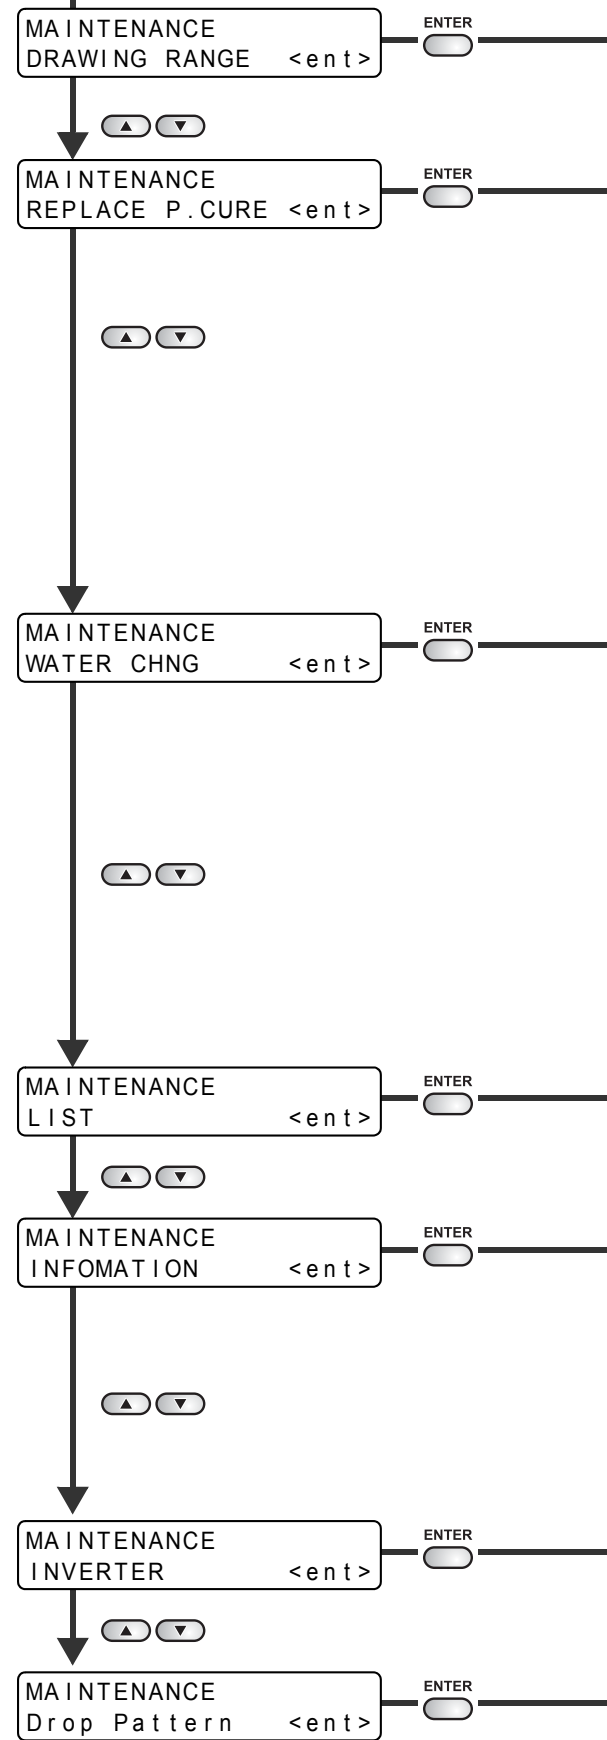 MAINTENANCE
DRAWING RANGE <ent>
ENTER
MAINTENANCE
REPLACE P.CURE <ent>
ENTER
MAINTENANCE
WATER CHNG <ent>
ENTER
MAINTENANCE
LIST <ent>
ENTER
MAINTENANCE
INFOMATION <ent>
ENTER
MAINTENANCE
INVERTER <ent>
ENTER
MAINTENANCE
Drop Pattern <ent>
ENTER